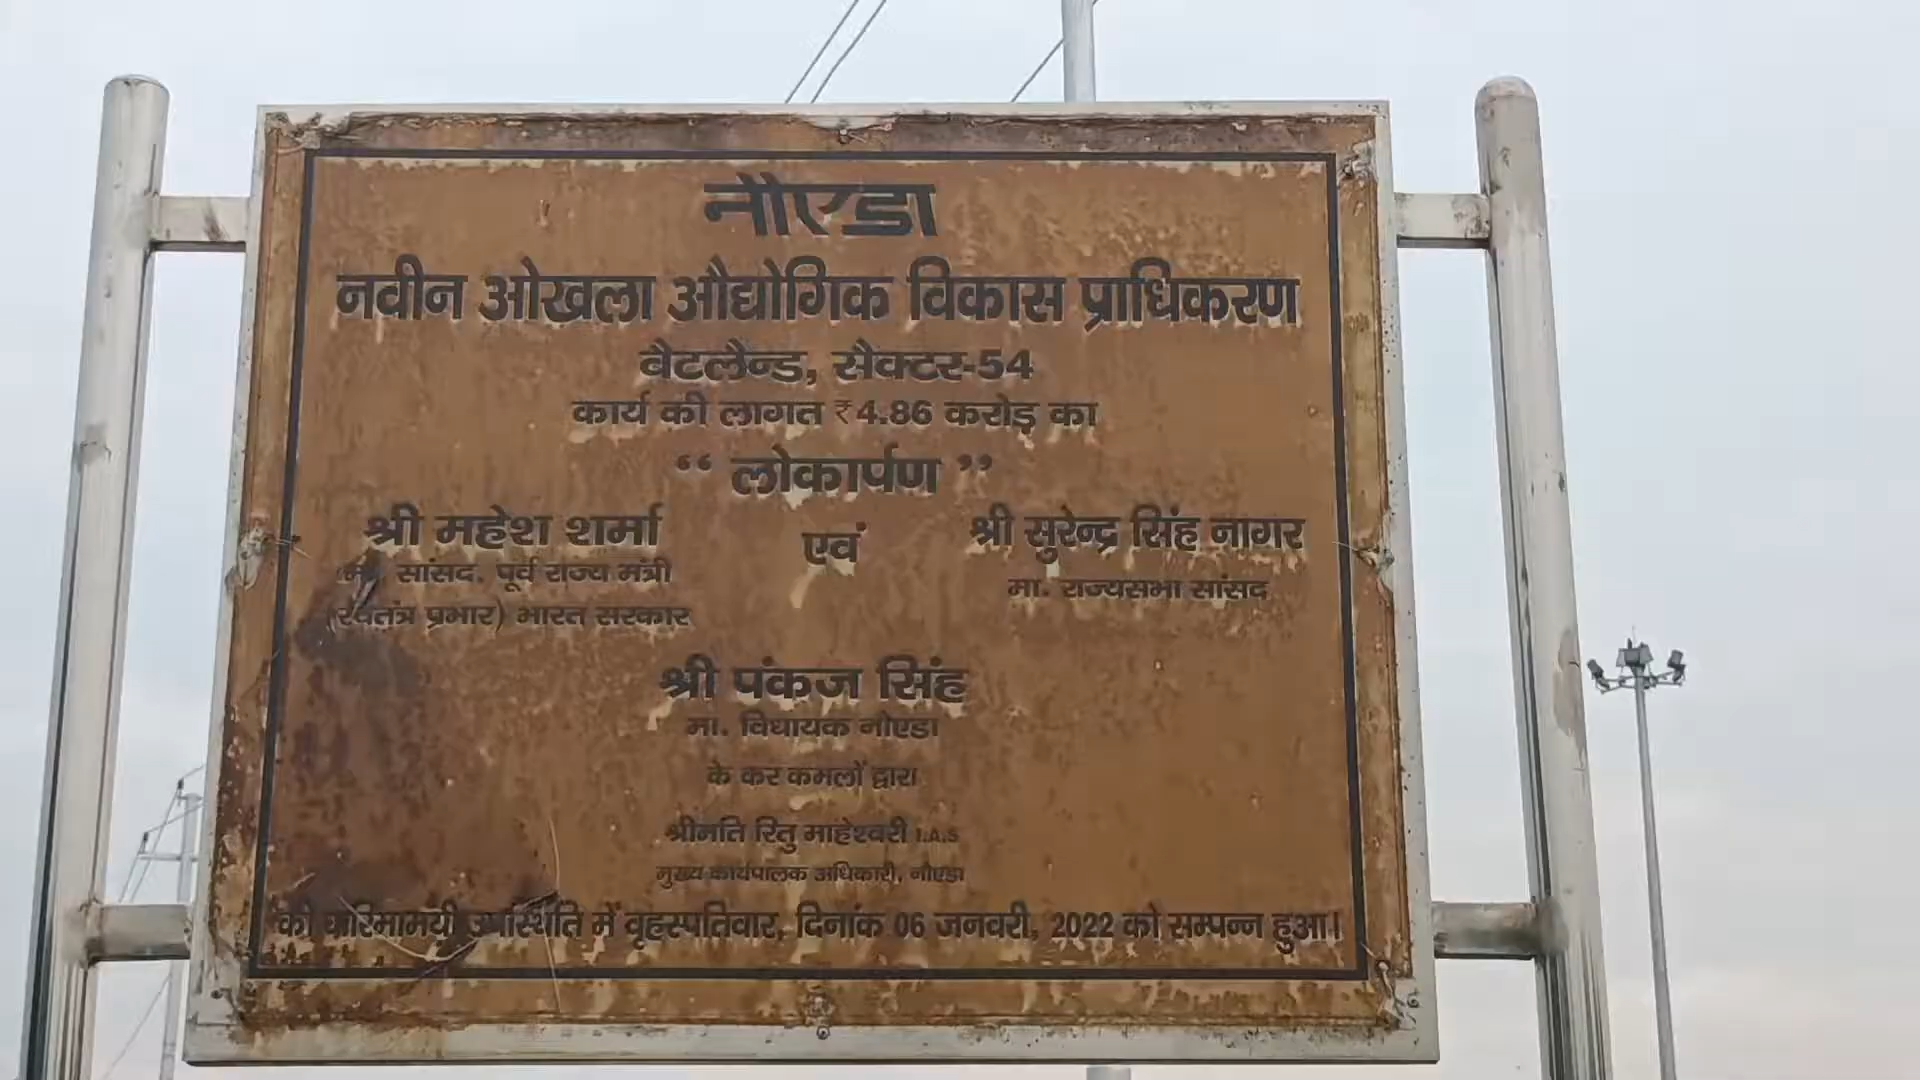 नौएडा
नवीन ओखला औद्योगिक विकास प्राधिकरण
वैटलैन्ड, सैक्टर-54
कार्य की लागत ₹4.86 करोड़ का
“ लोकार्पण ”
श्री महेश शर्मा
मा. सांसद, पूर्व राज्य मंत्री
(स्वतंत्र प्रभार) भारत सरकार
एवं
श्री सुरेन्द्र सिंह नागर
मा. राज्यसभा सांसद
श्री पंकज सिंह
मा. विधायक नौएडा
के कर कमलों द्वारा
श्रीमति रितु माहेश्वरी I.A.S
मुख्य कार्यपालक अधिकारी, नौएडा
की गरिमामयी उपस्थिति में वृहस्पतिवार, दिनांक 06 जनवरी, 2022 को सम्पन्न हुआ।